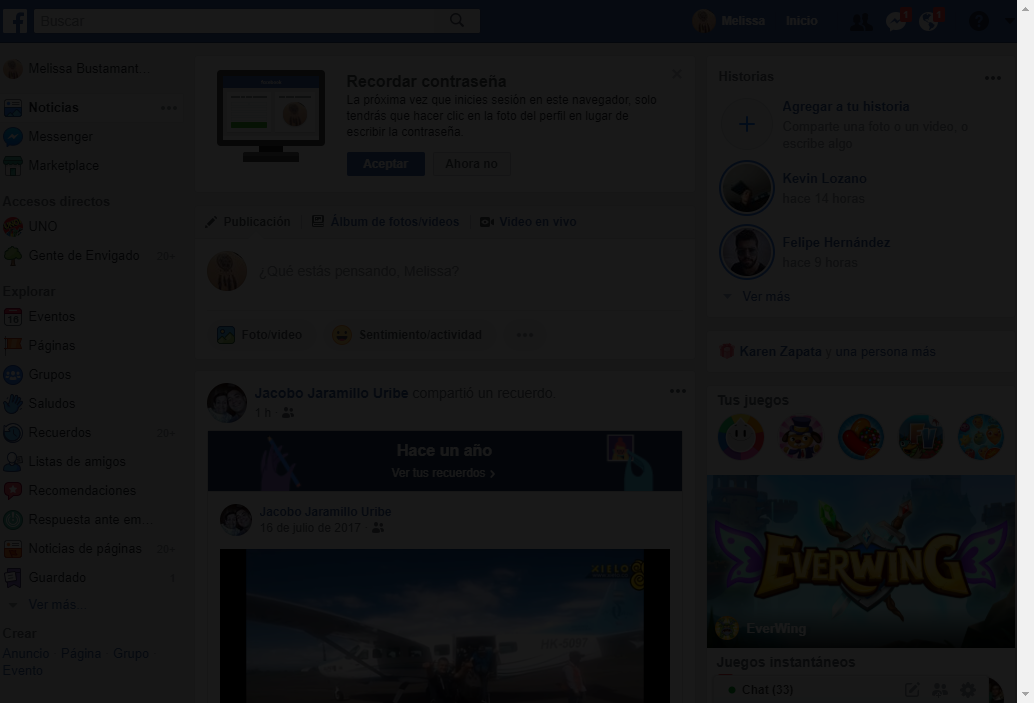 Buscar
Melissa
Inicio
Melissa Bustamant...
Noticias
Messenger
Marketplace
Accesos directos
UNO
Gente de Envigado 20+
Explorar
Eventos
Páginas
Grupos
Saludos
Recuerdos 20+
Listas de amigos
Recomendaciones
Respuesta ante em...
Noticias de páginas 20+
Guardado 1
Ver más...
Crear
Anuncio Página Grupo
Evento
Recordar contraseña
La próxima vez que inicies sesión en este navegador, solo
tendrás que hacer clic en la foto del perfil en lugar de
escribir la contraseña.
Aceptar
Ahora no
Publicación
Álbum de fotos/videos
Video en vivo
¿Qué estás pensando, Melissa?
Foto/video
Sentimiento/actividad
Jacobo Jaramillo Uribe compartió un recuerdo.
1 h
Hace un año
Ver tus recuerdos
Jacobo Jaramillo Uribe
16 de julio de 2017
XIELO
HK-5007
Historias
Agregar a tu historia
Comparte una foto o un video, o
escribe algo
Kevin Lozano
hace 14 horas
Felipe Hernández
hace 9 horas
Ver más
Karen Zapata y una persona más
Tus juegos
EVERWING
EverWing
Juegos instantáneos
Chat (33)